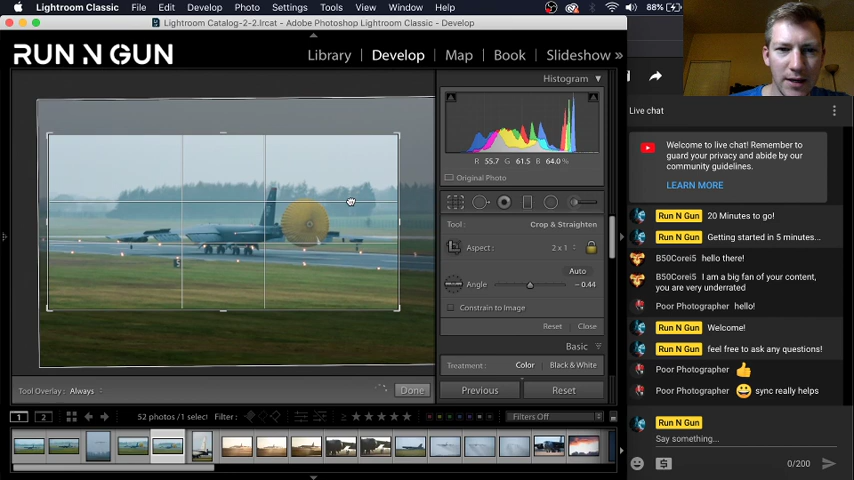 Lightroom Classic File Edit Photo Settings Tools View Window Help 88%
Lightroom Catalog-2-2.lrcat - Adobe Photoshop Lightroom Classic - Develop
RUN N GUN
Library Develop Map Book Slideshow »
Histogram
R 55.7 G 61.5 B 64.0 %
Original Photo
Tool: Crop & Straighten
Aspect: 2 x 1
Auto
Angle - 0.44
Constrain to Image
Reset Close
Basic
Treatment: Color Black & White
Tool Overlay: Always
Done
Previous Reset
1 2 52 photos / 1 select Filter: Filters Off
Live chat
Welcome to live chat! Remember to
guard your privacy and abide by our
community guidelines.
LEARN MORE
Run N Gun 20 Minutes to go!
Run N Gun Getting started in 5 minutes...
B50Corei5 hello there!
B50Corei5 I am a big fan of your content,
you are very underrated
Poor Photographer hello!
Run N Gun Welcome!
Run N Gun feel free to ask any questions!
Poor Photographer
Poor Photographer sync really helps
Run N Gun
Say something...
0/200